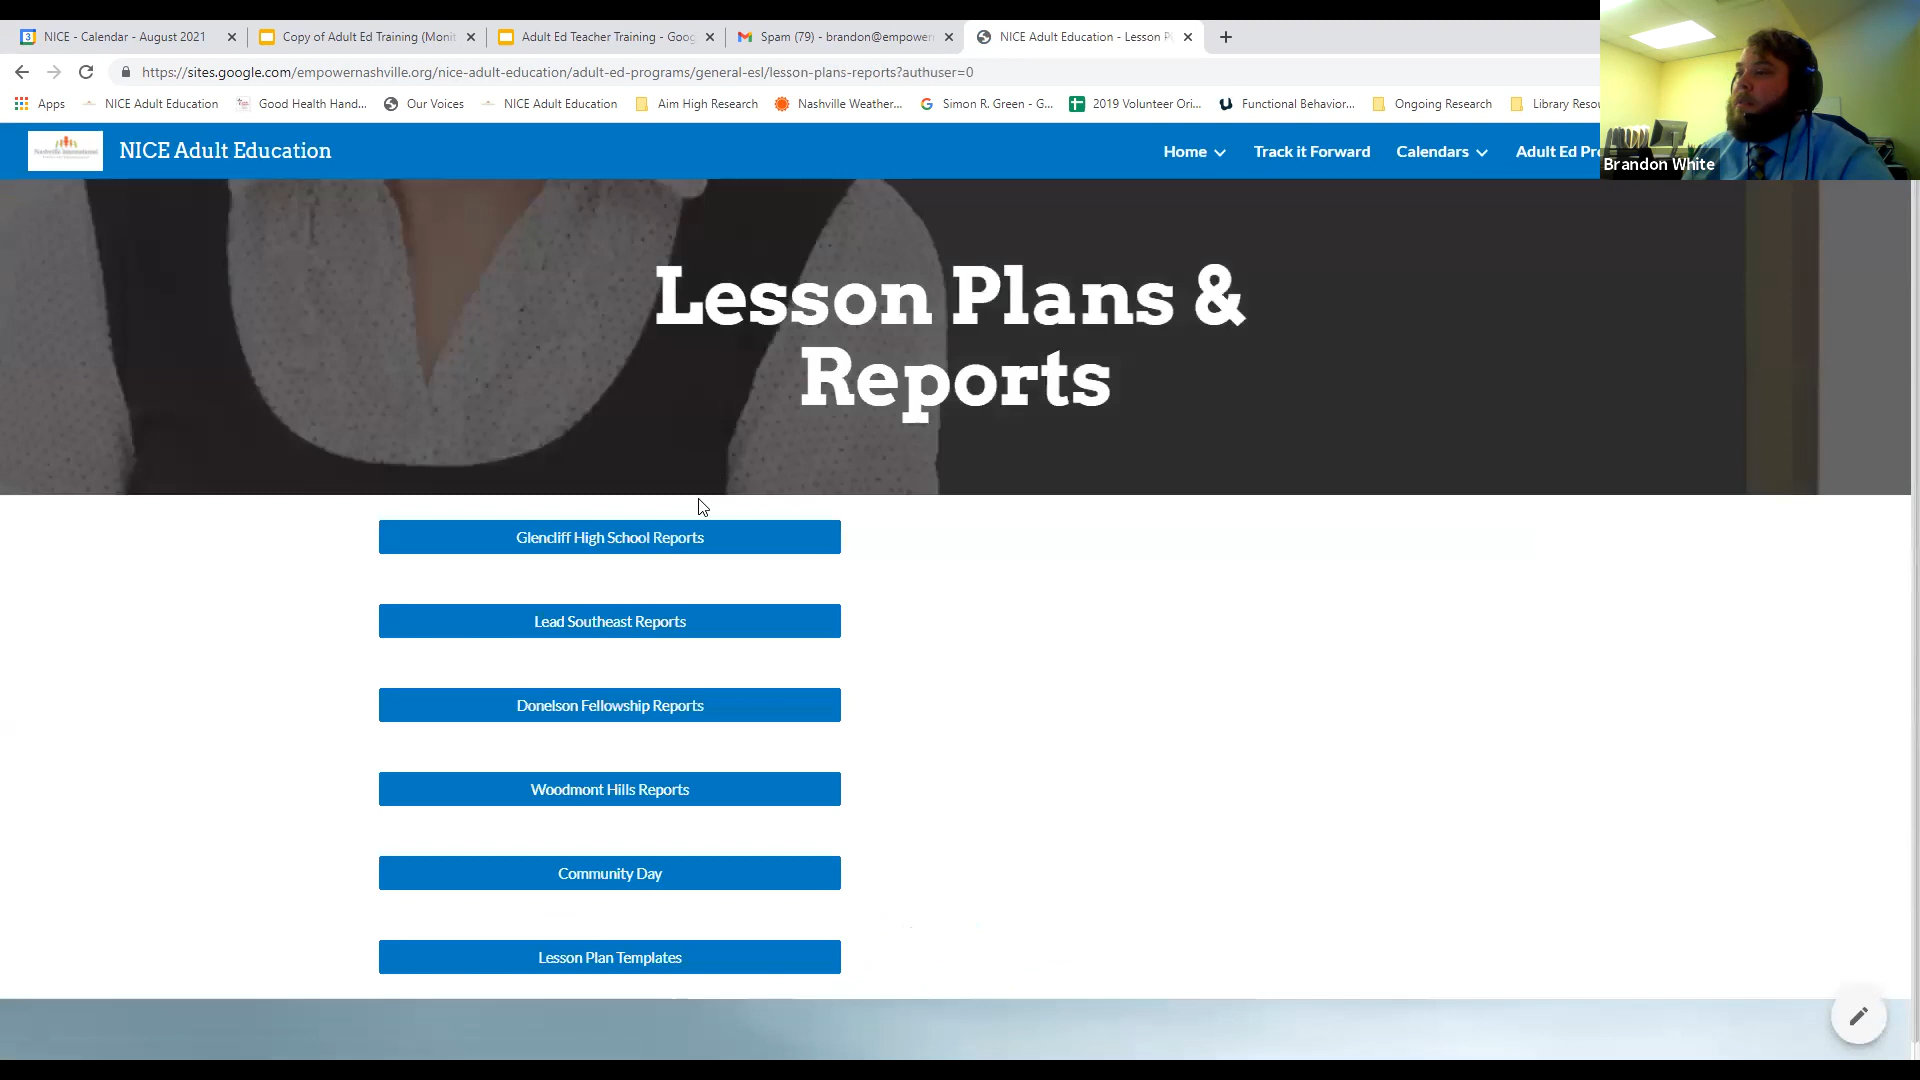 NICE - Calendar - August 2021
Copy of Adult Ed Training (Monit
Adult Ed Teacher Training - Goog
Spam (79) - brandon@empower
NICE Adult Education - Lesson P
https://sites.google.com/empowernashville.org/nice-adult-education/adult-ed-programs/general-esl/lesson-plans-reports?authuser=0
Apps
NICE Adult Education
Good Health Hand...
Our Voices
NICE Adult Education
Aim High Research
Nashville Weather...
Simon R. Green - G...
2019 Volunteer Ori...
Functional Behavior...
Ongoing Research
Library Resou
Brandon White
NICE Adult Education
Home
Track it Forward
Calendars
Adult Ed Pro
Lesson Plans &
Reports
Glencliff High School Reports
Lead Southeast Reports
Donelson Fellowship Reports
Woodmont Hills Reports
Community Day
Lesson Plan Templates